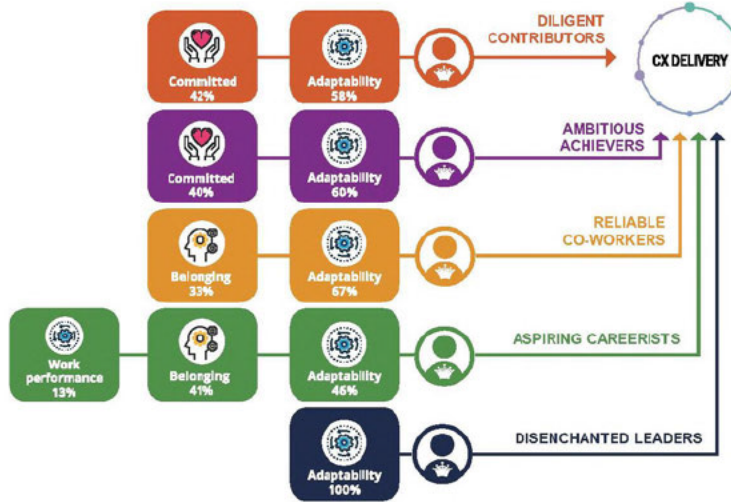 DILIGENT
CONTRIBUTORS
CX DELIVERY
Committed
42%
Adaptability
58%
AMBITIOUS
ACHIEVERS
Committed
40%
Adaptability
60%
RELIABLE
CO-WORKERS
Belonging
33%
Adaptability
67%
ASPIRING CAREERISTS
Work
performance
13%
Belonging
41%
Adaptability
46%
DISENCHANTED LEADERS
Adaptability
100%